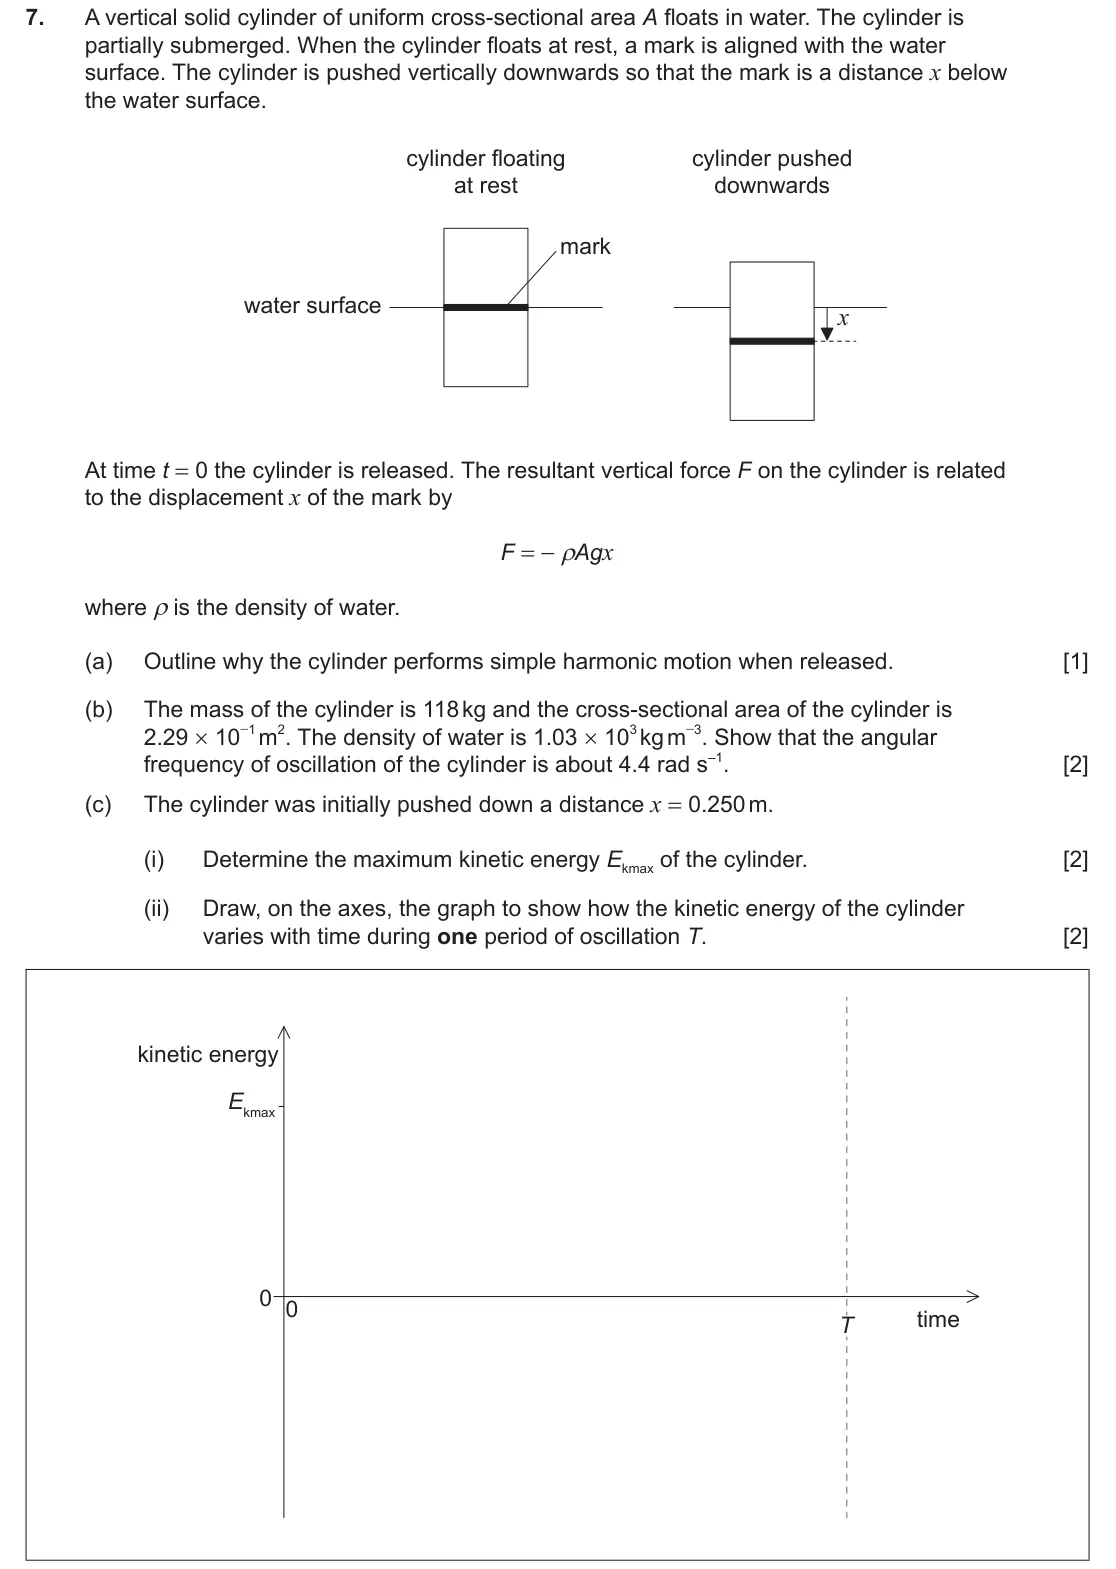 7. A vertical solid cylinder of uniform cross-sectional area A floats in water. The cylinder is
partially submerged. When the cylinder floats at rest, a mark is aligned with the water
surface. The cylinder is pushed vertically downwards so that the mark is a distance x below
the water surface.
cylinder floating
at rest
cylinder pushed
downwards
mark
water surface
x
At time t = 0 the cylinder is released. The resultant vertical force F on the cylinder is related
to the displacement x of the mark by
F = − ρAgx
where ρ is the density of water.
(a) Outline why the cylinder performs simple harmonic motion when released. [1]
(b) The mass of the cylinder is 118 kg and the cross-sectional area of the cylinder is
2.29 × 10⁻¹ m². The density of water is 1.03 × 10³ kg m⁻³. Show that the angular
frequency of oscillation of the cylinder is about 4.4 rad s⁻¹. [2]
(c) The cylinder was initially pushed down a distance x = 0.250 m.
(i) Determine the maximum kinetic energy Eₖₘₐₓ of the cylinder. [2]
(ii) Draw, on the axes, the graph to show how the kinetic energy of the cylinder
varies with time during one period of oscillation T. [2]
kinetic energy
Eₖₘₐₓ
0
0
T
time